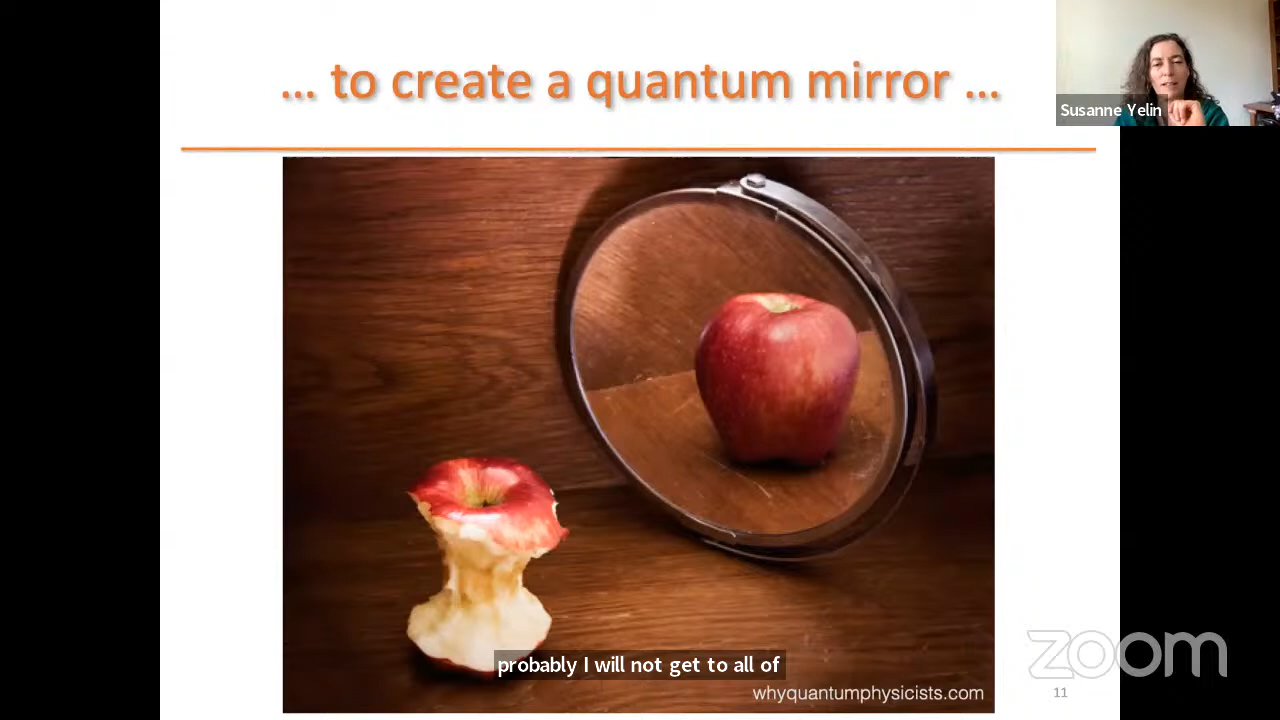 ... to create a quantum mirror ...
Susanne Yelin
probably I will not get to all of
whyquantumphysicists.com
zoom
11